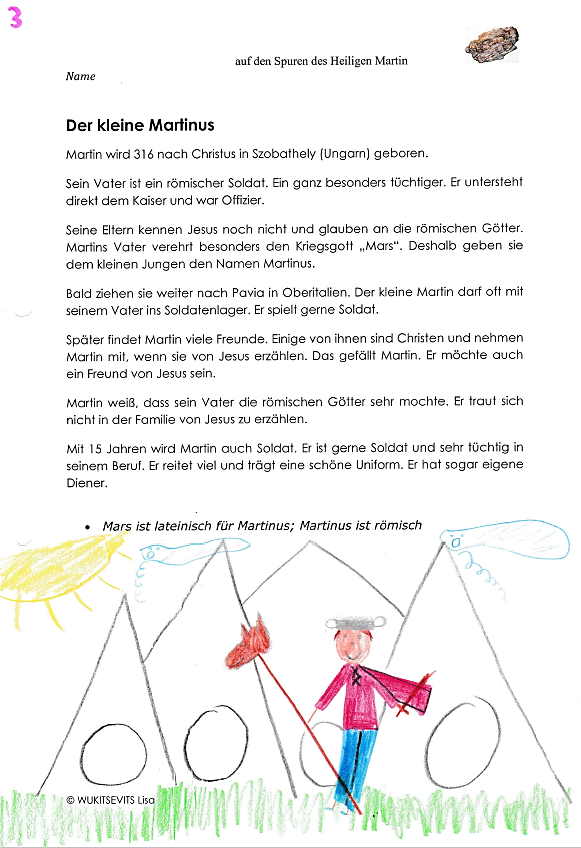 3
auf den Spuren des Heiligen Martin
Name
Der kleine Martinus
Martin wird 316 nach Christus in Szobathely (Ungarn) geboren.
Sein Vater ist ein römischer Soldat. Ein ganz besonders tüchtiger. Er untersteht
direkt dem Kaiser und war Offizier.
Seine Eltern kennen Jesus noch nicht und glauben an die römischen Götter.
Martins Vater verehrt besonders den Kriegsgott „Mars“. Deshalb geben sie
dem kleinen Jungen den Namen Martinus.
Bald ziehen sie weiter nach Pavia in Oberitalien. Der kleine Martin darf oft mit
seinem Vater ins Soldatenlager. Er spielt gerne Soldat.
Später findet Martin viele Freunde. Einige von ihnen sind Christen und nehmen
Martin mit, wenn sie von Jesus erzählen. Das gefällt Martin. Er möchte auch
ein Freund von Jesus sein.
Martin weiß, dass sein Vater die römischen Götter sehr mochte. Er traut sich
nicht in der Familie von Jesus zu erzählen.
Mit 15 Jahren wird Martin auch Soldat. Er ist gerne Soldat und sehr tüchtig in
seinem Beruf. Er reitet viel und trägt eine schöne Uniform. Er hat sogar eigene
Diener.
• Mars ist lateinisch für Martinus; Martinus ist römisch
© WUKITSEVITS Lisa